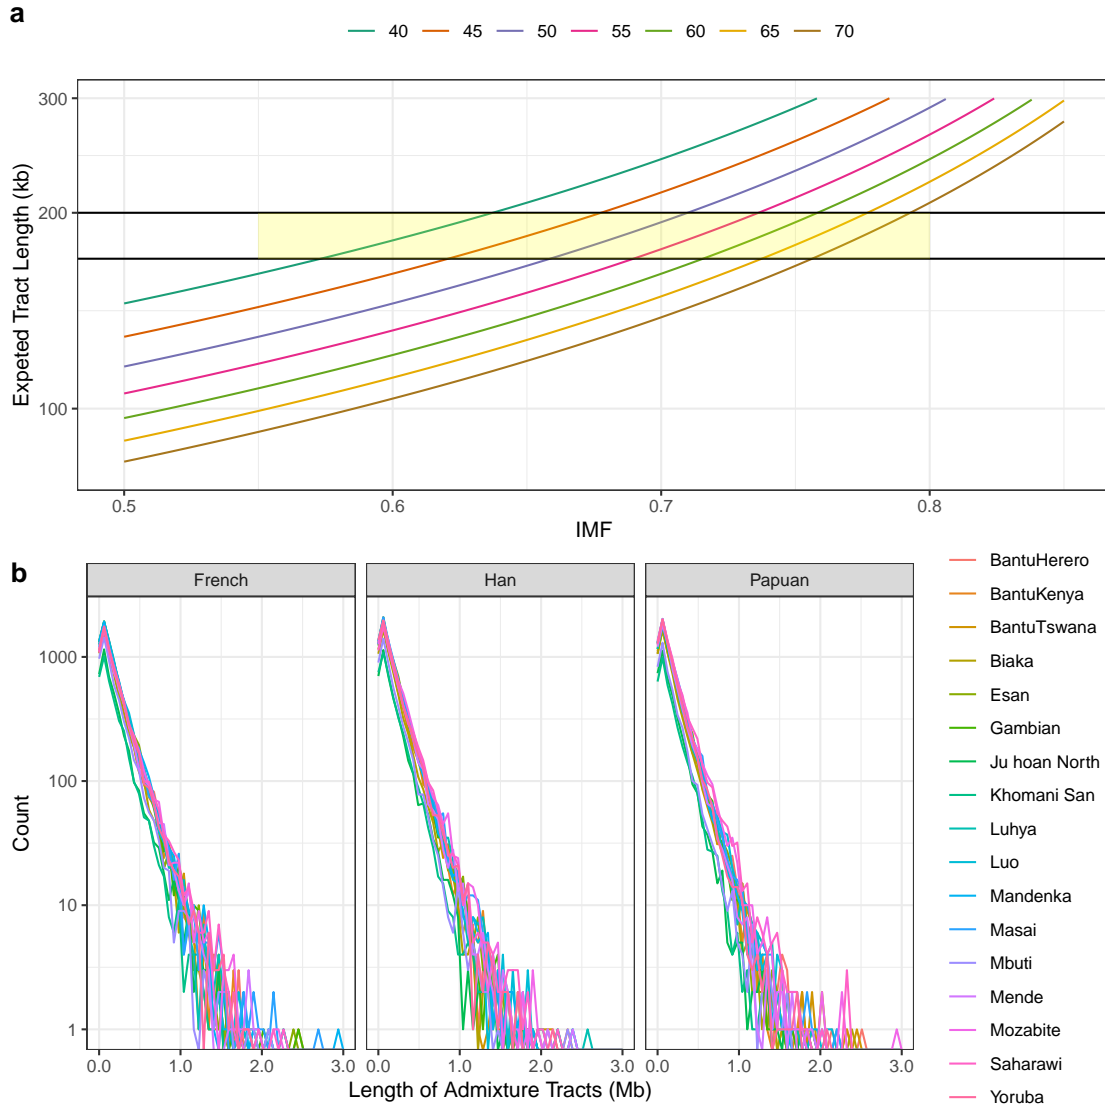 a
40 45 50 55 60 65 70
Expeted Tract Length (kb)
300
200
100
0.5 0.6 0.7 0.8
IMF
b
French Han Papuan
Count
1000
100
10
1
0.0 1.0 2.0 3.0 0.0 1.0 2.0 3.0 0.0 1.0 2.0 3.0
Length of Admixture Tracts (Mb)
BantuHerero
BantuKenya
BantuTswana
Biaka
Esan
Gambian
Ju hoan North
Khomani San
Luhya
Luo
Mandenka
Masai
Mbuti
Mende
Mozabite
Saharawi
Yoruba